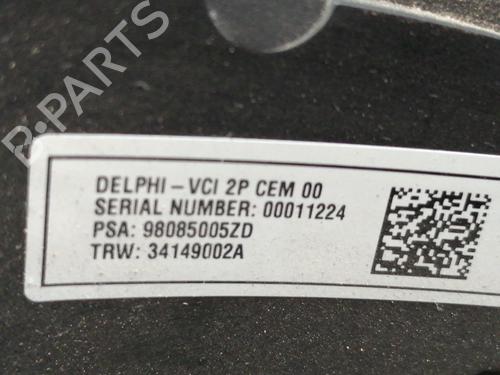 B-PARTS
DELPHI – VCI 2P CEM 00
SERIAL NUMBER: 00011224
PSA: 98085005ZD
TRW: 34149002A